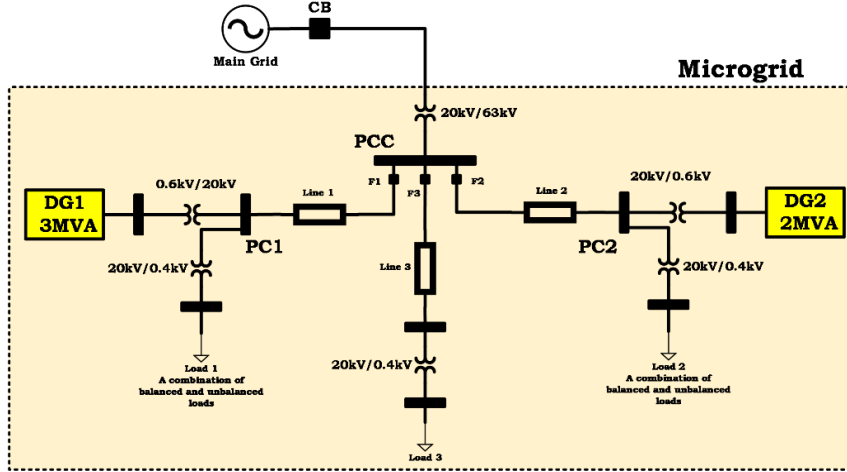 CB
Main Grid
Microgrid
20kV/63kV
PCC
F1
F3
F2
0.6kV/20kV
Line 1
Line 2
20kV/0.6kV
DG1
3MVA
DG2
2MVA
PC1
PC2
20kV/0.4kV
Line 3
20kV/0.4kV
20kV/0.4kV
Load 1
A combination of
balanced and unbalanced
loads
Load 2
A combination of
balanced and unbalanced
loads
Load 3